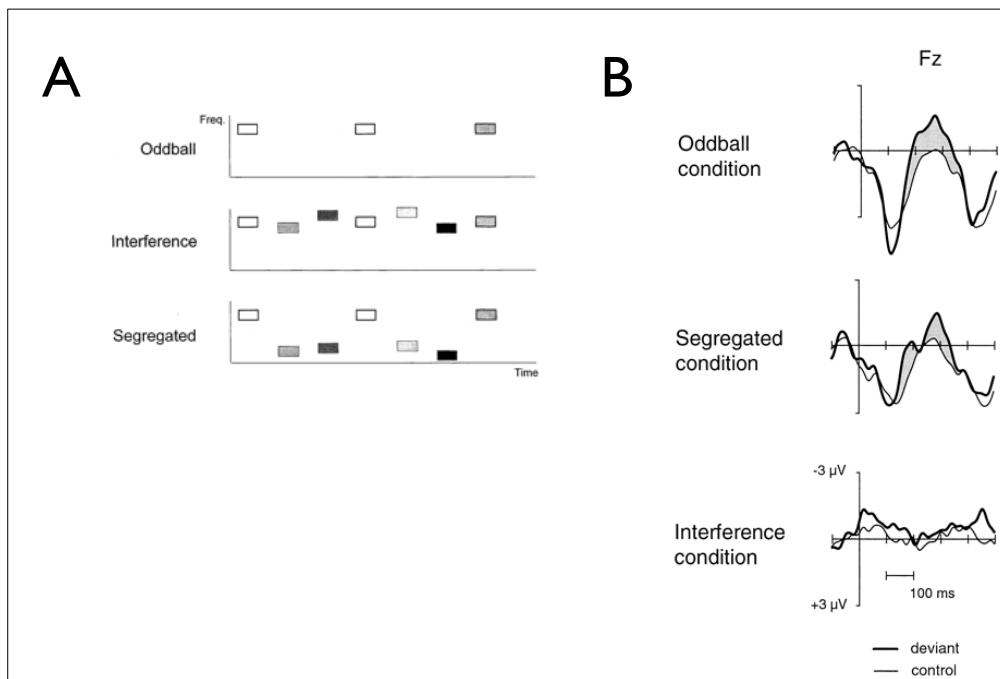 A
Freq.
Oddball
Interference
Segregated
Time
B
Fz
Oddball
condition
Segregated
condition
-3 µV
Interference
condition
100 ms
+3 µV
deviant
control